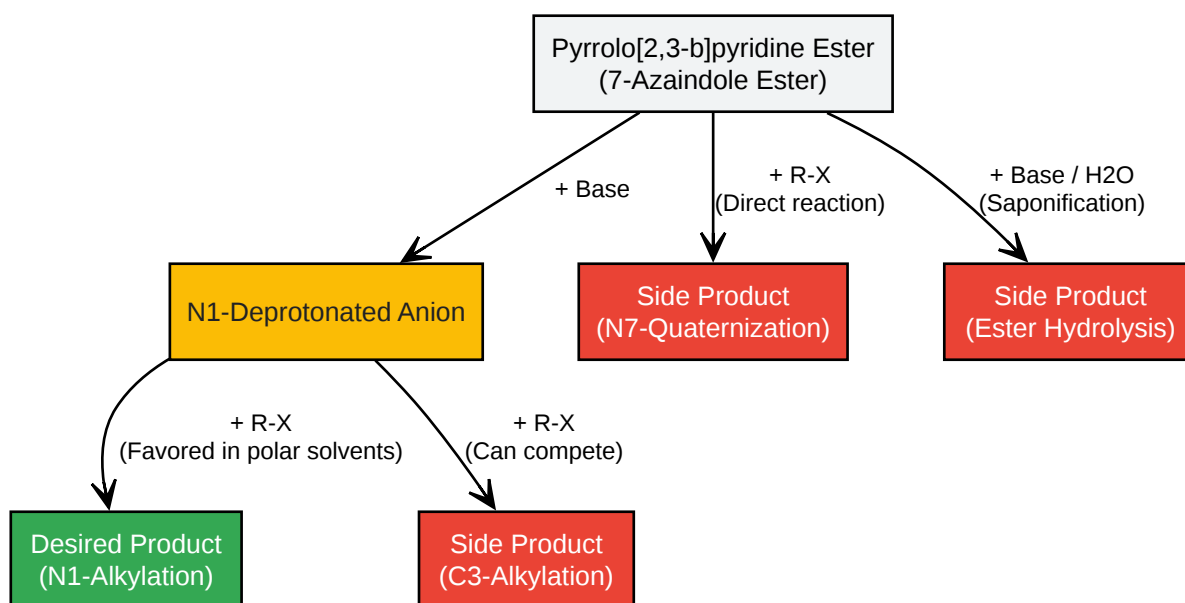 Pyrrolo[2,3-b]pyridine Ester
(7-Azaindole Ester)
+ Base
+ R-X
(Direct reaction)
+ Base / H2O
(Saponification)
N1-Deprotonated Anion
Side Product
(N7-Quaternization)
Side Product
(Ester Hydrolysis)
+ R-X
(Favored in polar solvents)
+ R-X
(Can compete)
Desired Product
(N1-Alkylation)
Side Product
(C3-Alkylation)